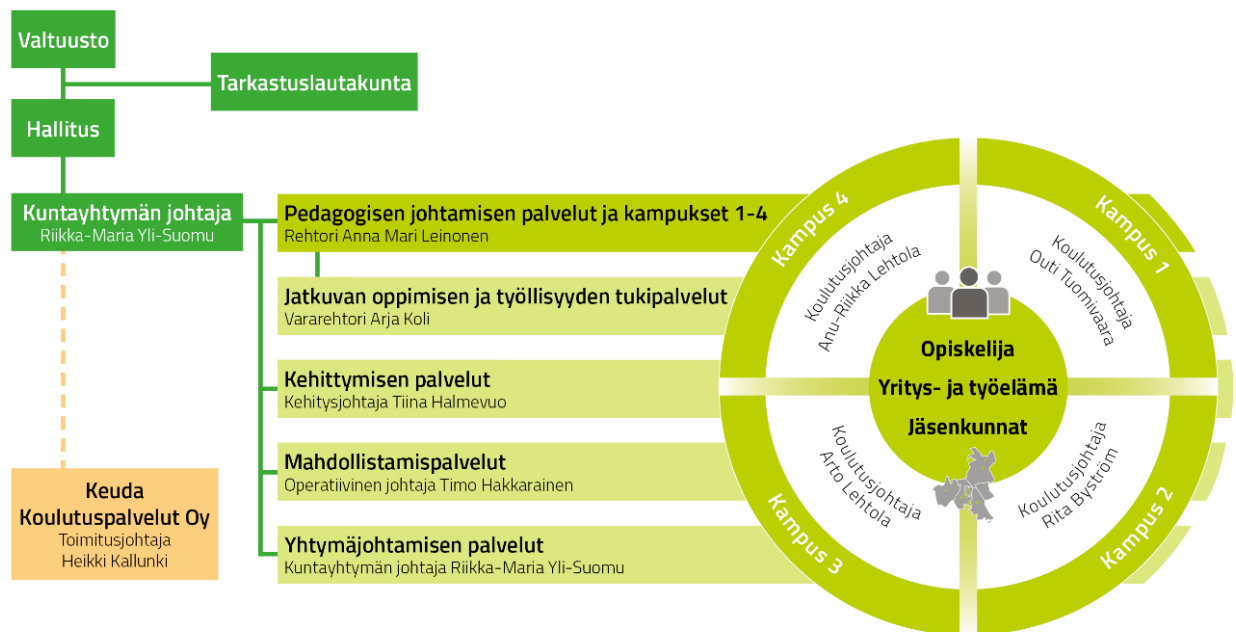 Valtuusto
Tarkastuslautakunta
Hallitus
Kuntayhtymän johtaja
Riikka-Maria Yli-Suomu
Pedagogisen johtamisen palvelut ja kampukset 1-4
Rehtori Anna Mari Leinonen
Jatkuvan oppimisen ja työllisyyden tukipalvelut
Vararehtori Arja Koli
Kehittymisen palvelut
Kehitysjohtaja Tiina Halmevuo
Mahdollistamispalvelut
Operatiivinen johtaja Timo Hakkarainen
Yhtymäjohtamisen palvelut
Kuntayhtymän johtaja Riikka-Maria Yli-Suomu
Keuda
Koulutuspalvelut Oy
Toimitusjohtaja
Heikki Kallunki
Kampus 4
Koulutusjohtaja
Anu-Riikka Lehtola
Kampus 1
Koulutusjohtaja
Outi Tuomivaara
Opiskelija
Yritys- ja työelämä
Jäsenkunnat
Kampus 3
Koulutusjohtaja
Arto Lehtola
Kampus 2
Koulutusjohtaja
Rita Byström